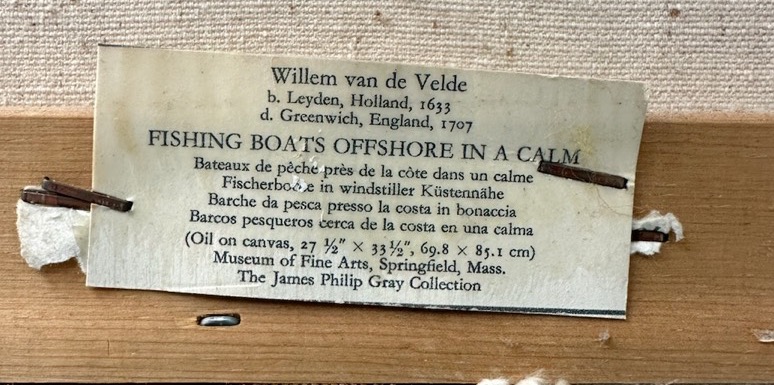 Willem van de Velde
b. Leyden, Holland, 1633
d. Greenwich, England, 1707
FISHING BOATS OFFSHORE IN A CALM
Bateaux de pêche près de la côte dans un calme
in windstiller Küstennähe
Barche da pesca presso la costa in bonaccia
Barcos pesqueros cerca de la costa en una calma
(Oil on canvas, 27 ½" × 33 ½", 69.8 × 85.1 cm)
Museum of Fine Arts, Springfield, Mass.
The James Philip Gray Collection